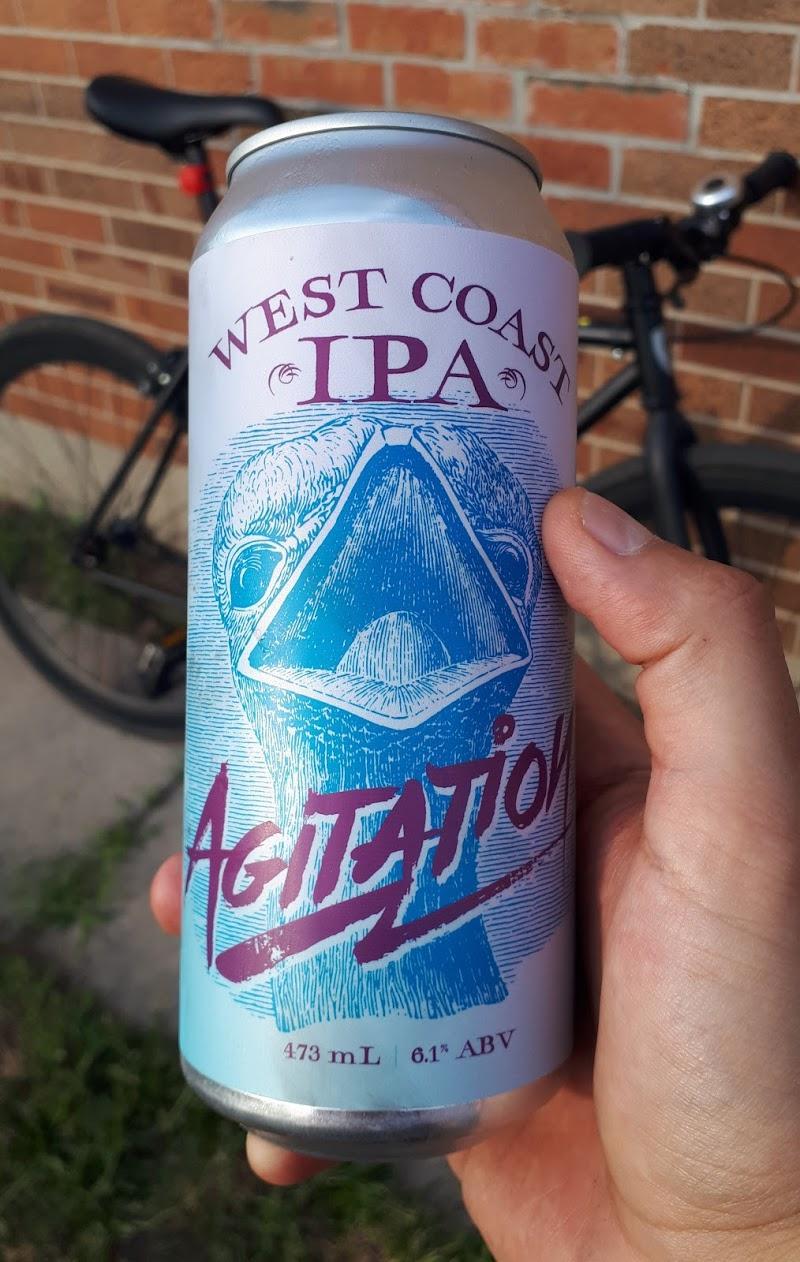 WEST COAST
IPA
AGITATION
473 mL | 6.1% ABV